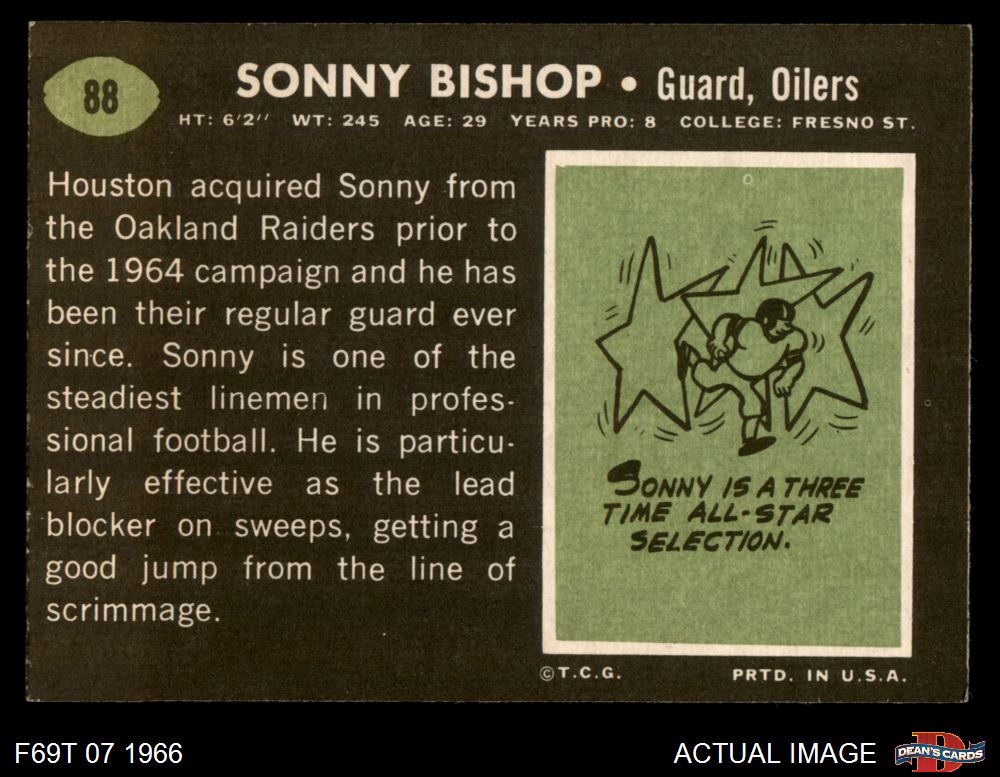 88
SONNY BISHOP • Guard, Oilers
HT: 6'2" WT: 245 AGE: 29 YEARS PRO: 8 COLLEGE: FRESNO ST.
Houston acquired Sonny from
the Oakland Raiders prior to
the 1964 campaign and he has
been their regular guard ever
since. Sonny is one of the
steadiest linemen in profes-
sional football. He is particu-
larly effective as the lead
blocker on sweeps, getting a
good jump from the line of
scrimmage.
SONNY IS A THREE
TIME ALL-STAR
SELECTION.
©T.C.G. PRTD. IN U.S.A.
F69T 07 1966
ACTUAL IMAGE
D
DEAN'S CARDS